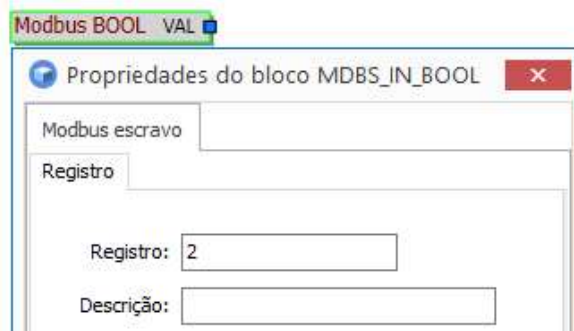 Modbus BOOL VAL
Propriedades do bloco MDBS_IN_BOOL
Modbus escravo
Registro
Registro: 2
Descrição: